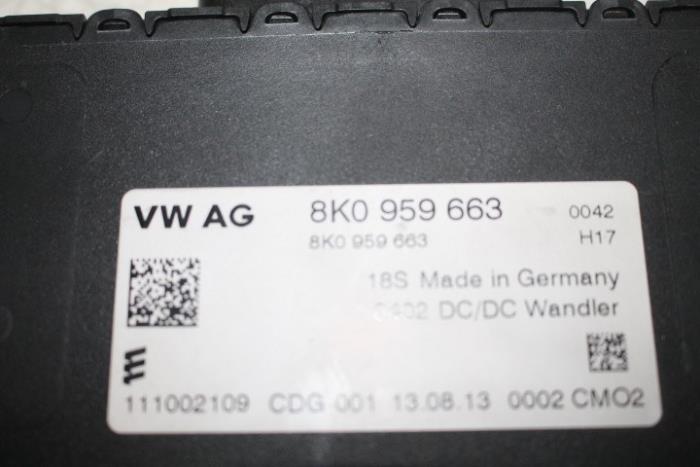 VW AG 8K0 959 663 0042
8K0 959 663 H17
18S Made in Germany
DC/DC Wandler
111002109 CDG 001 13.08.13 0002 CMO2